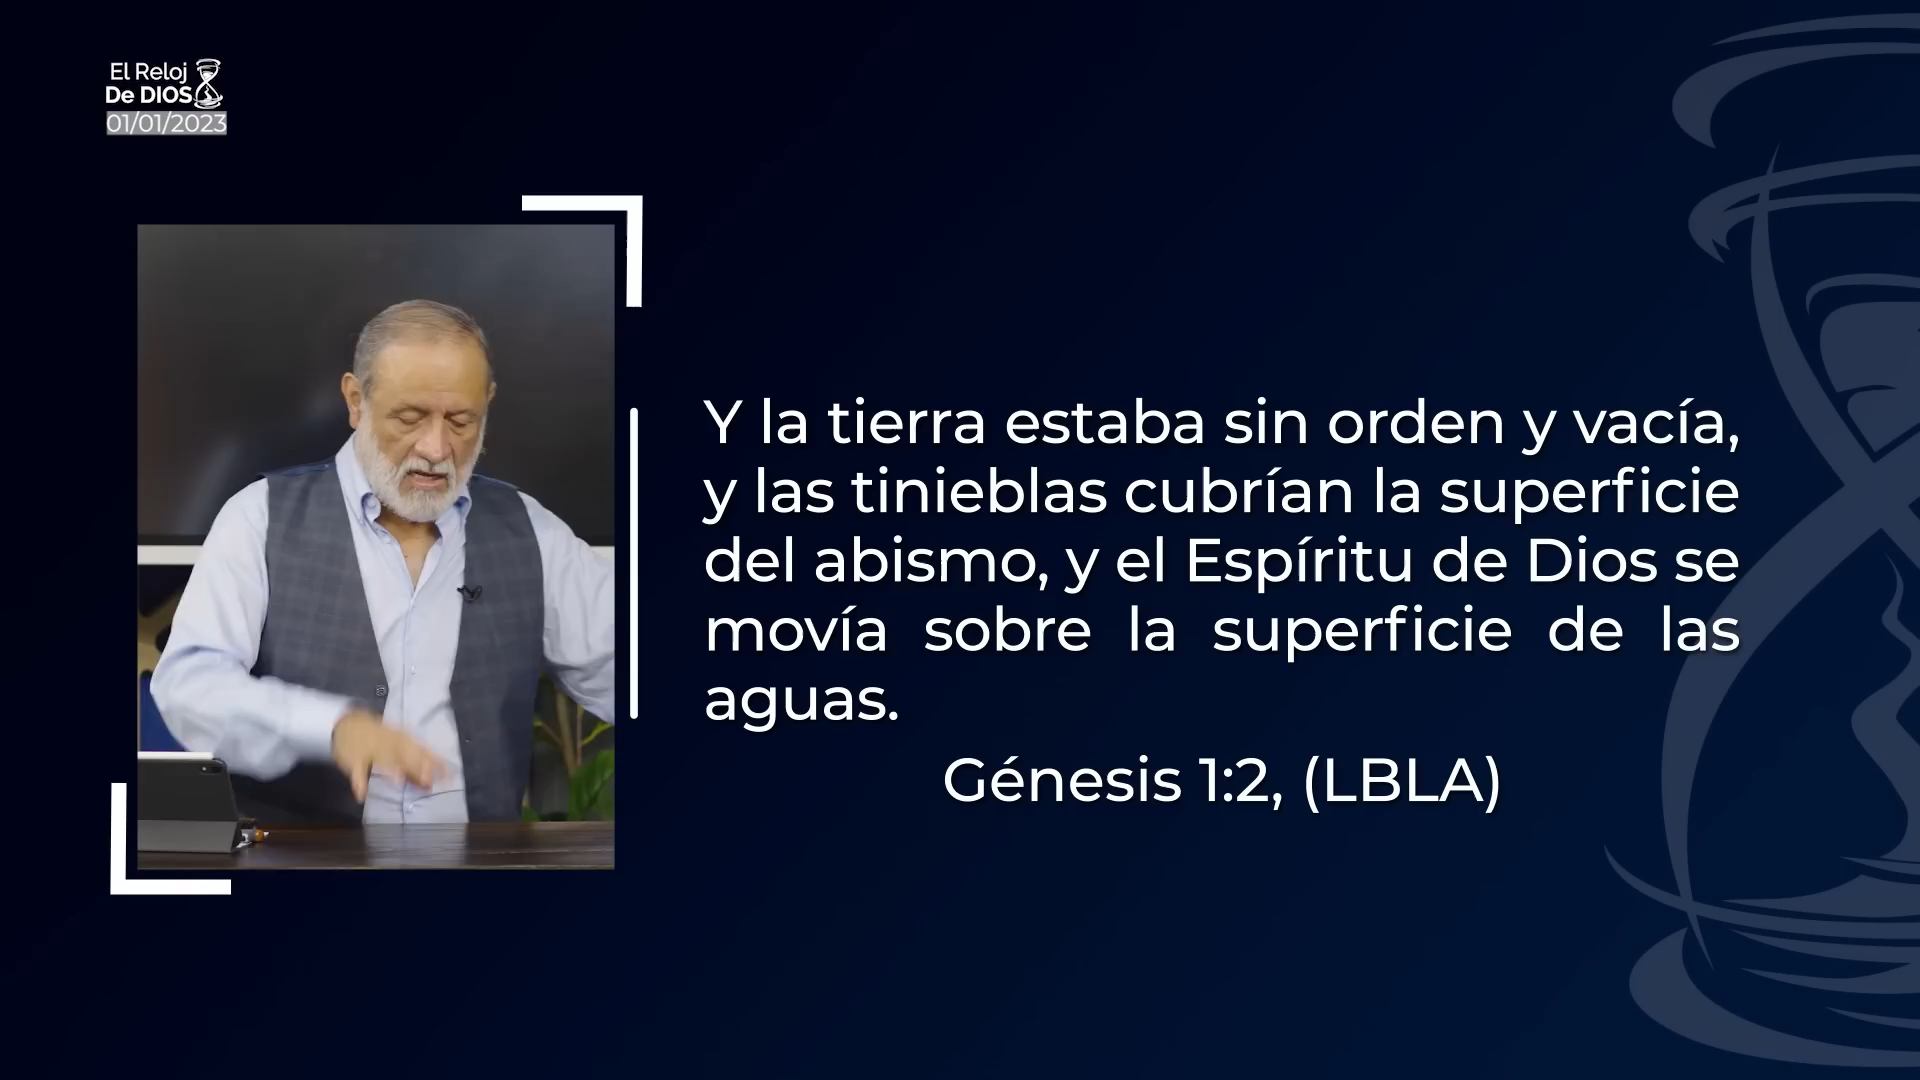 El Reloj
De DIOS
01/01/2023
Y la tierra estaba sin orden y vacía,
y las tinieblas cubrían la superficie
del abismo, y el Espíritu de Dios se
movía sobre la superficie de las
aguas.
Génesis 1:2, (LBLA)